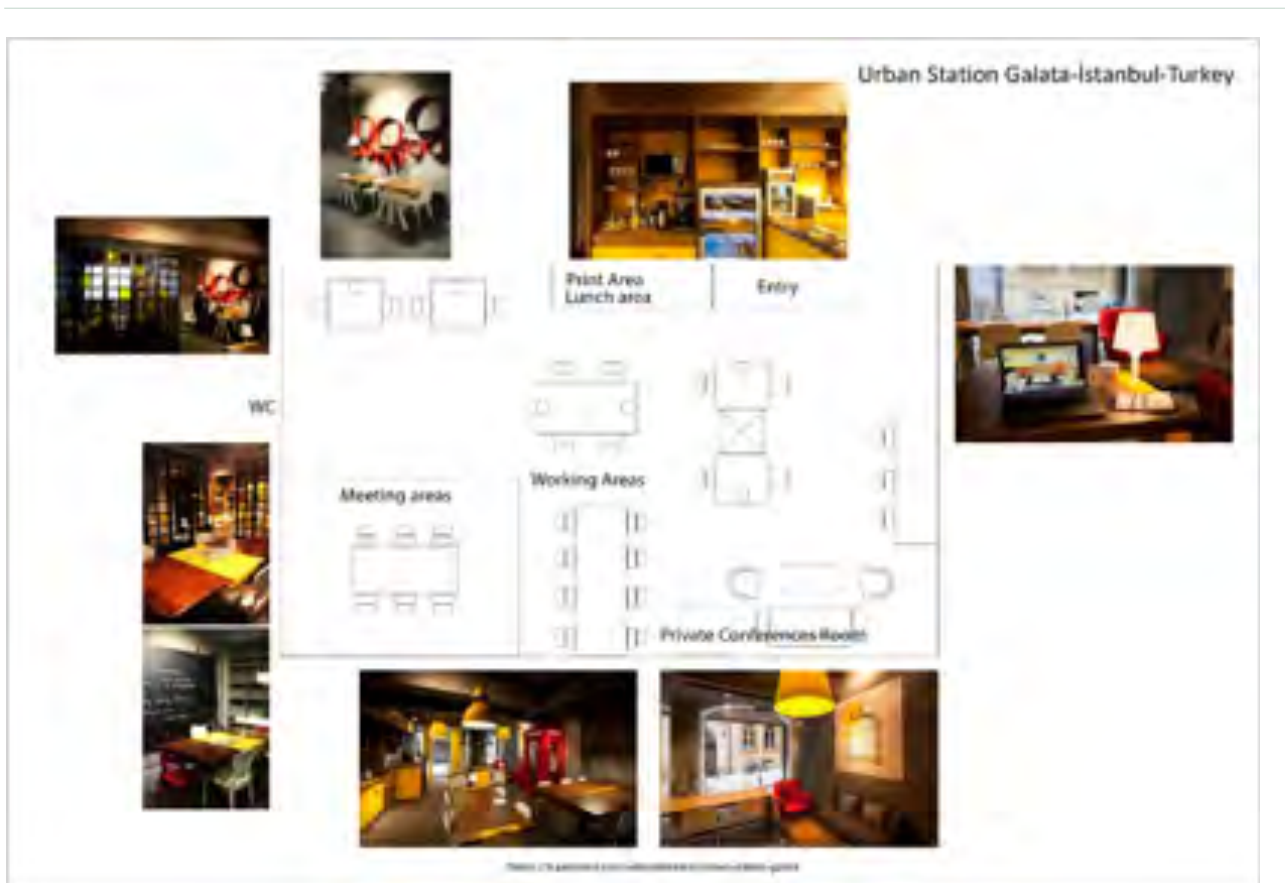 Urban Station Galata-İstanbul-Turkey
Print Area
Lunch area
Entry
WC
Working Areas
Meeting areas
Private Conferences Room